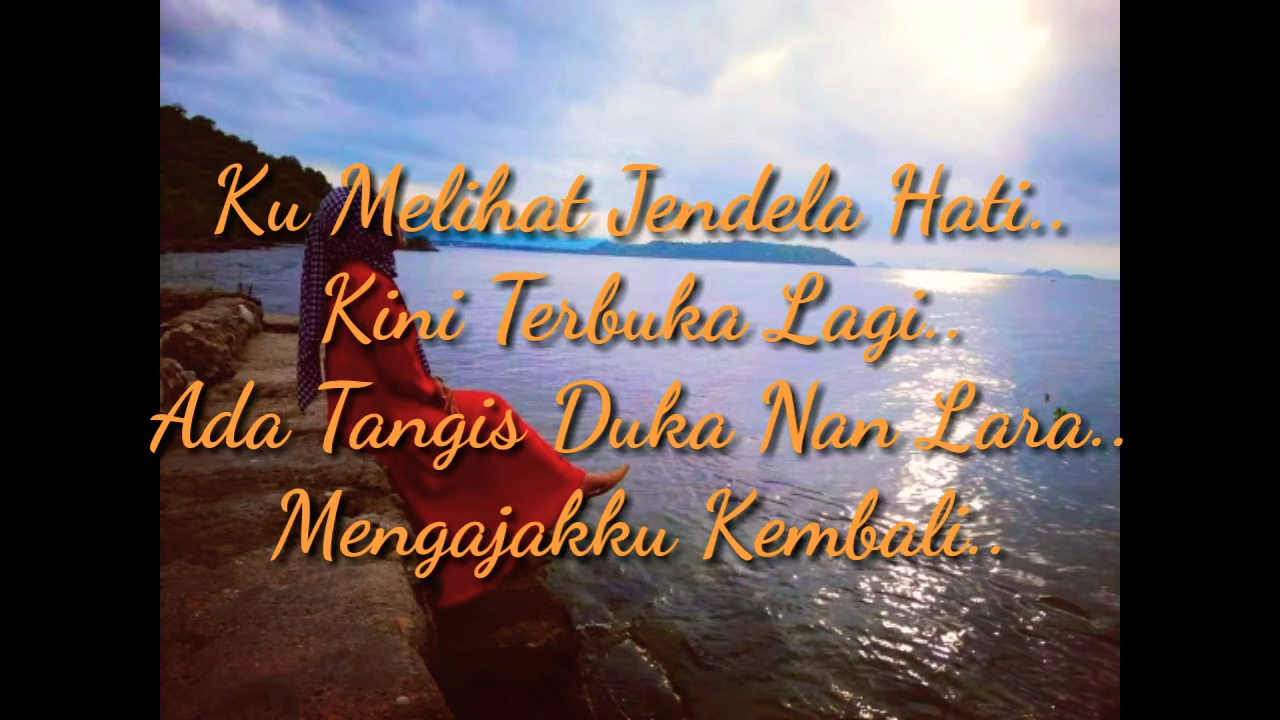 Ku Melihat Jendela Hati..
Kini Terbuka Lagi..
Ada Tangis Duka Nan Lara..
Mengajakku Kembali..